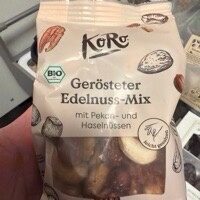 KoRo
BIO
Gerösteter
Edelnuss-Mix
mit Pekan- und
Haselnüssen